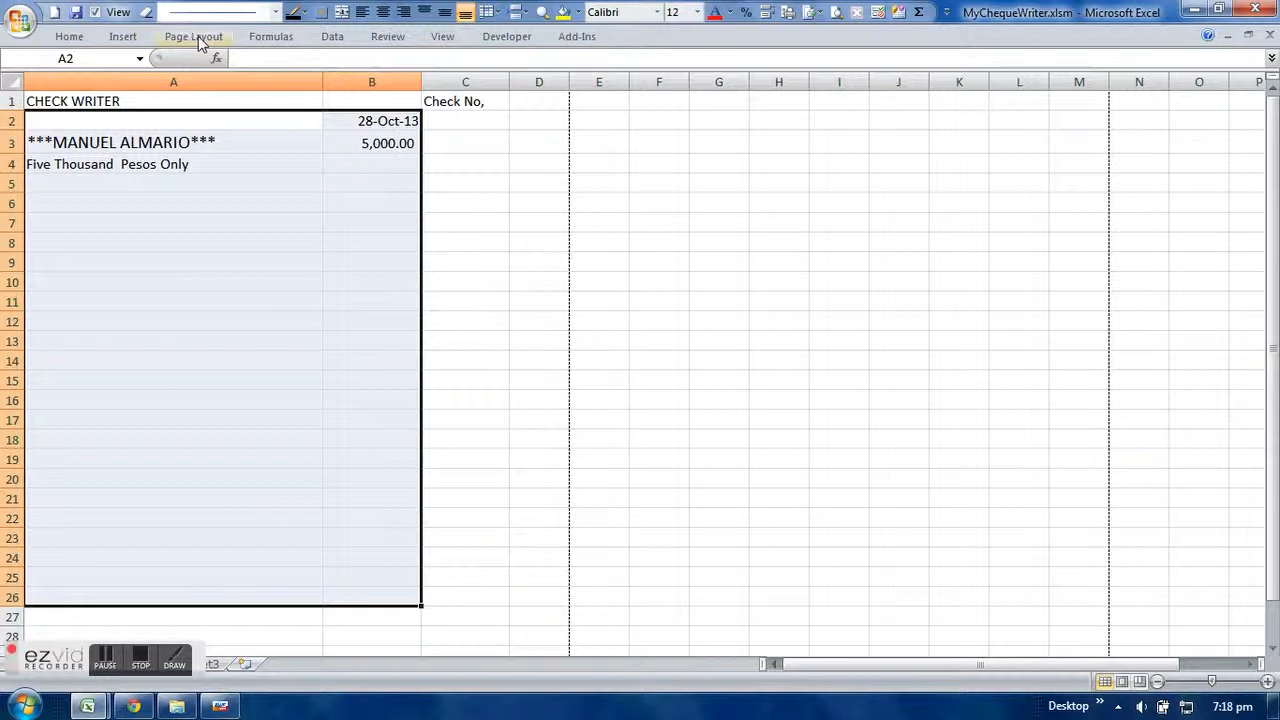 View
Calibri
12
MyChequeWriter.xlsm - Microsoft Excel
Home Insert Page Layout Formulas Data Review View Developer Add-Ins
A2 fx
A B C D E F G H I J K L M N O P
1 CHECK WRITER Check No,
2 28-Oct-13
3 ***MANUEL ALMARIO*** 5,000.00
4 Five Thousand Pesos Only
5
6
7
8
9
10
11
12
13
14
15
16
17
18
19
20
21
22
23
24
25
26
27
28
ezvid
RECORDER
PAUSE STOP DRAW
Desktop
7:18 pm